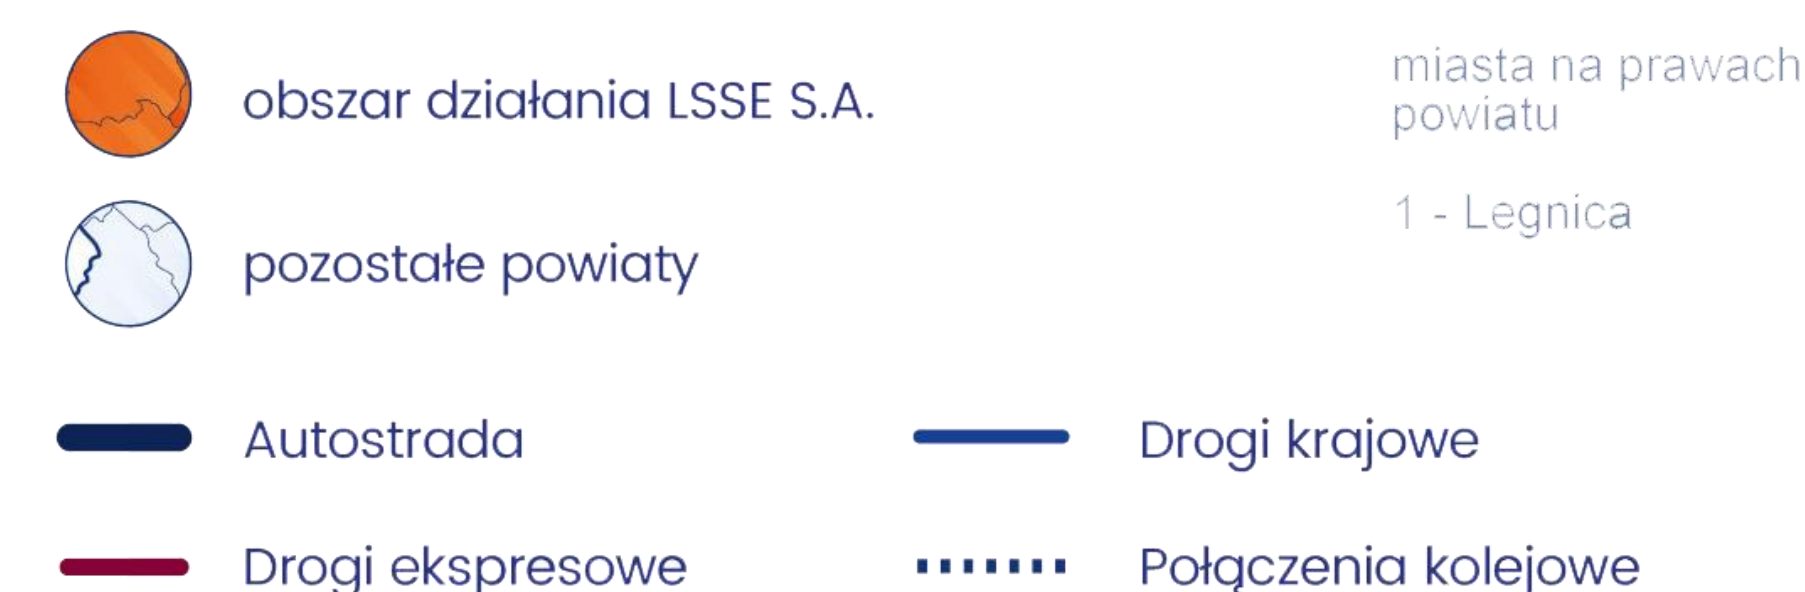 obszar działania LSSE S.A.
pozostałe powiaty
miasta na prawach
powiatu
1 - Legnica
Autostrada
Drogi krajowe
Drogi ekspresowe
Połączenia kolejowe